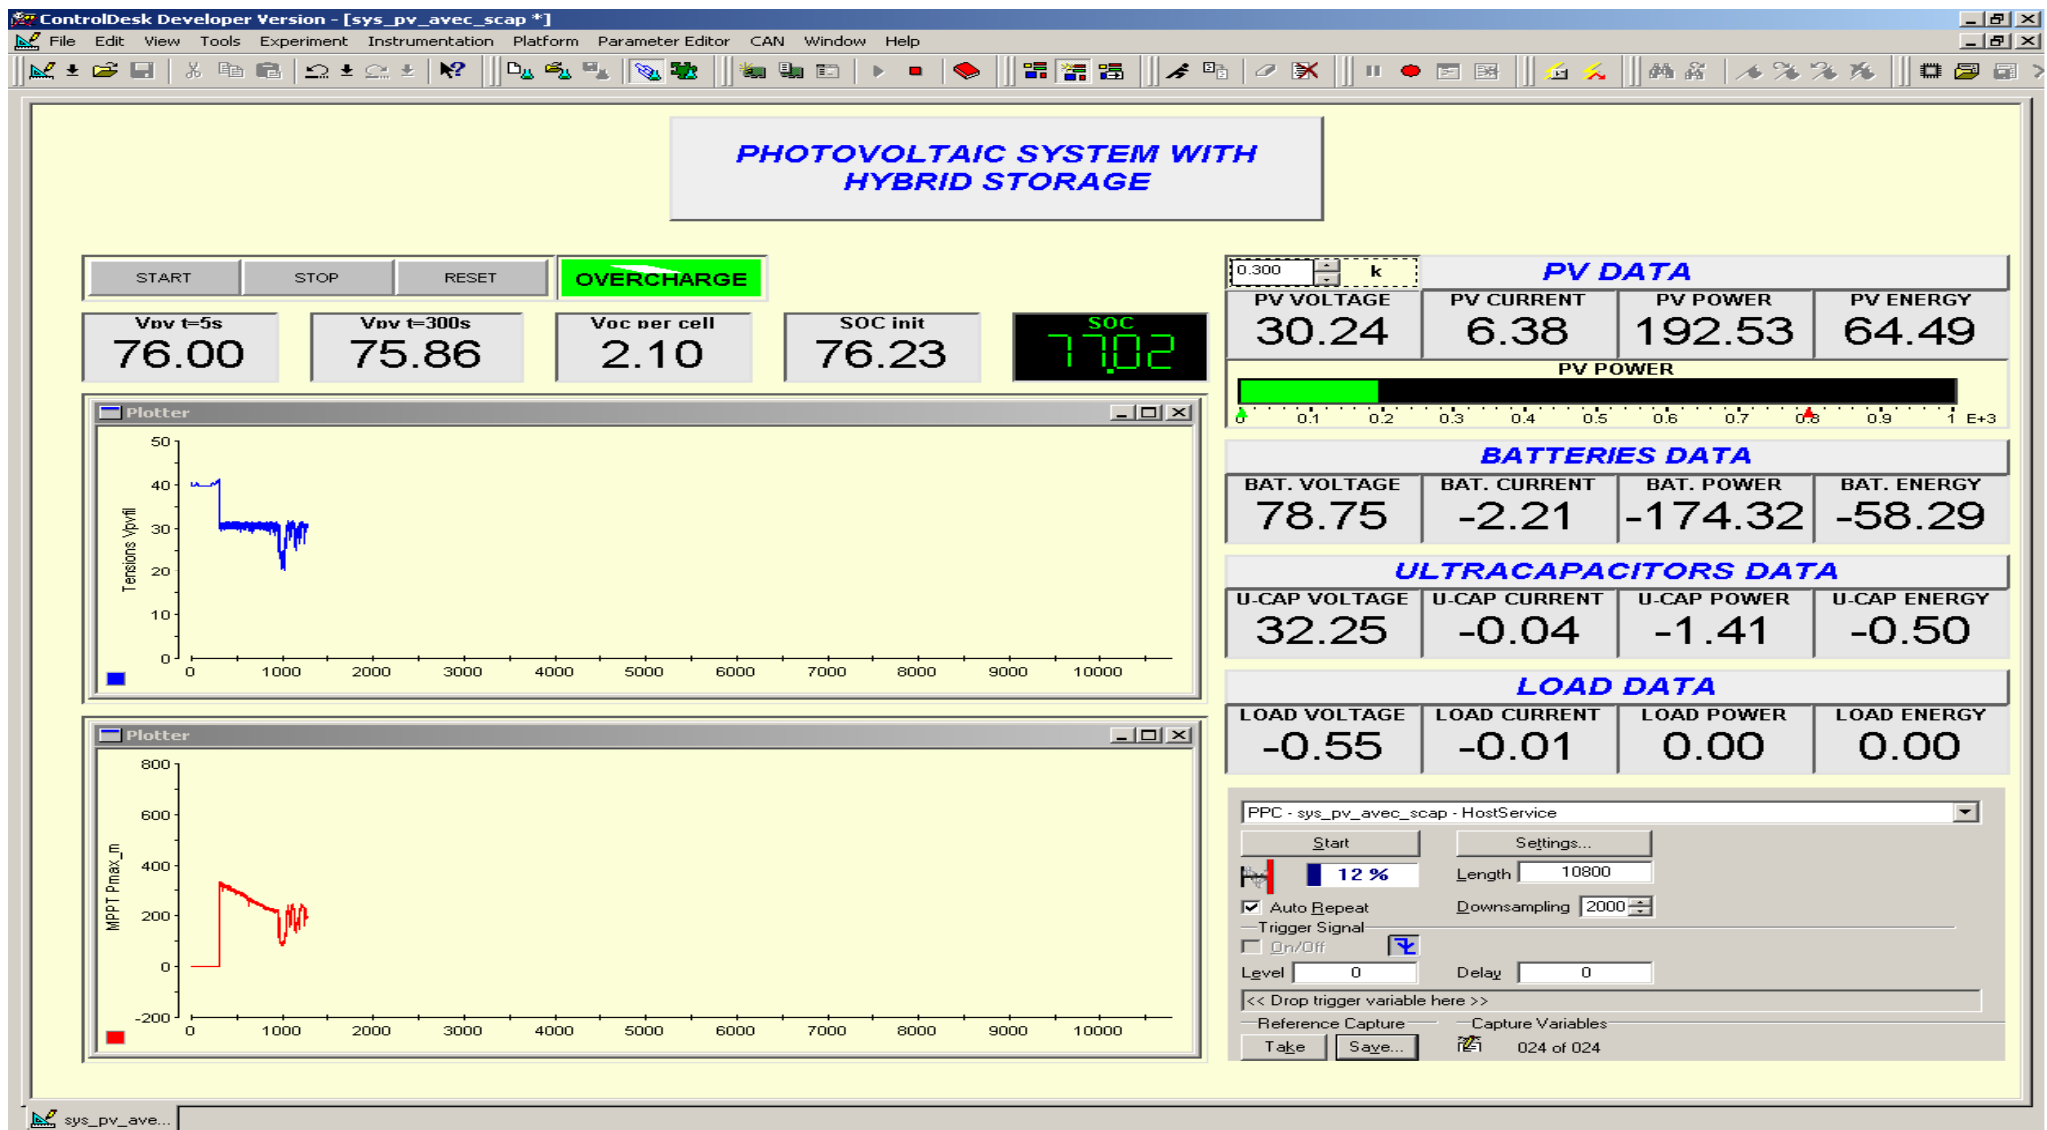 ControlDesk Developer Version - [sys_pv_avec_scap *]
File Edit View Tools Experiment Instrumentation Platform Parameter Editor CAN Window Help
PHOTOVOLTAIC SYSTEM WITH
HYBRID STORAGE
START STOP RESET OVERCHARGE
Vpv t=5s
76.00
Vpv t=300s
75.86
Voc per cell
2.10
SOC init
76.23
SOC
77.02
Plotter
Tensions Vpvfil
50
40
30
20
10
0
0 1000 2000 3000 4000 5000 6000 7000 8000 9000 10000
Plotter
MPPT Pmax_m
800
600
400
200
0
-200
0 1000 2000 3000 4000 5000 6000 7000 8000 9000 10000
0.300 k PV DATA
PV VOLTAGE PV CURRENT PV POWER PV ENERGY
30.24 6.38 192.53 64.49
PV POWER
0 0.1 0.2 0.3 0.4 0.5 0.6 0.7 0.8 0.9 1 E+3
BATTERIES DATA
BAT. VOLTAGE BAT. CURRENT BAT. POWER BAT. ENERGY
78.75 -2.21 -174.32 -58.29
ULTRACAPACITORS DATA
U-CAP VOLTAGE U-CAP CURRENT U-CAP POWER U-CAP ENERGY
32.25 -0.04 -1.41 -0.50
LOAD DATA
LOAD VOLTAGE LOAD CURRENT LOAD POWER LOAD ENERGY
-0.55 -0.01 0.00 0.00
PPC - sys_pv_avec_scap - HostService
Start Settings...
12 % Length 10800
Auto Repeat Downsampling 2000
Trigger Signal
On/Off
Level 0 Delay 0
<< Drop trigger variable here >>
Reference Capture Capture Variables
Take Save... 024 of 024
sys_pv_ave...